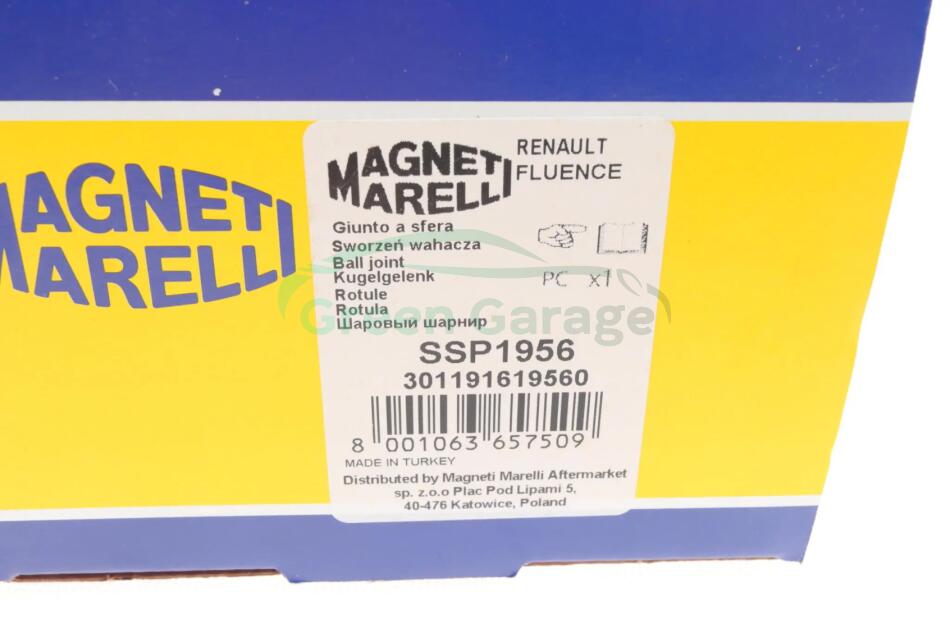 MAGNETI
MARELLI
MAGNETI
MARELLI
RENAULT
FLUENCE
Giunto a sfera
Sworzeń wahacza
Ball joint
Kugelgelenk
Rotule
Rotula
Шаровый шарнир
PC x1
Green Garage
SSP1956
301191619560
8 001063 657509
MADE IN TURKEY
Distributed by Magneti Marelli Aftermarket
sp. z.o.o Plac Pod Lipami 5,
40-476 Katowice, Poland